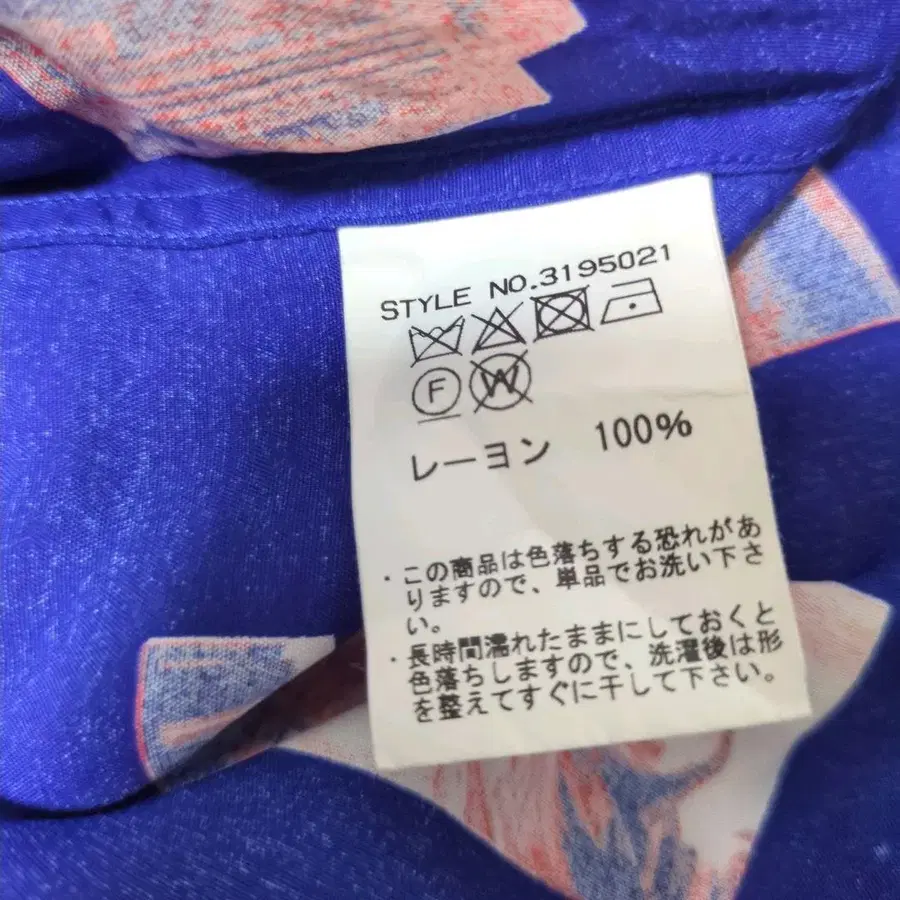 STYLE NO.3195021
F W
レーヨン 100%
・この商品は色落ちする恐れがあ
りますので、単品でお洗い下さ
い。
・長時間濡れたままにしておくと
色落ちしますので、洗濯後は形
を整えてすぐに干して下さい。